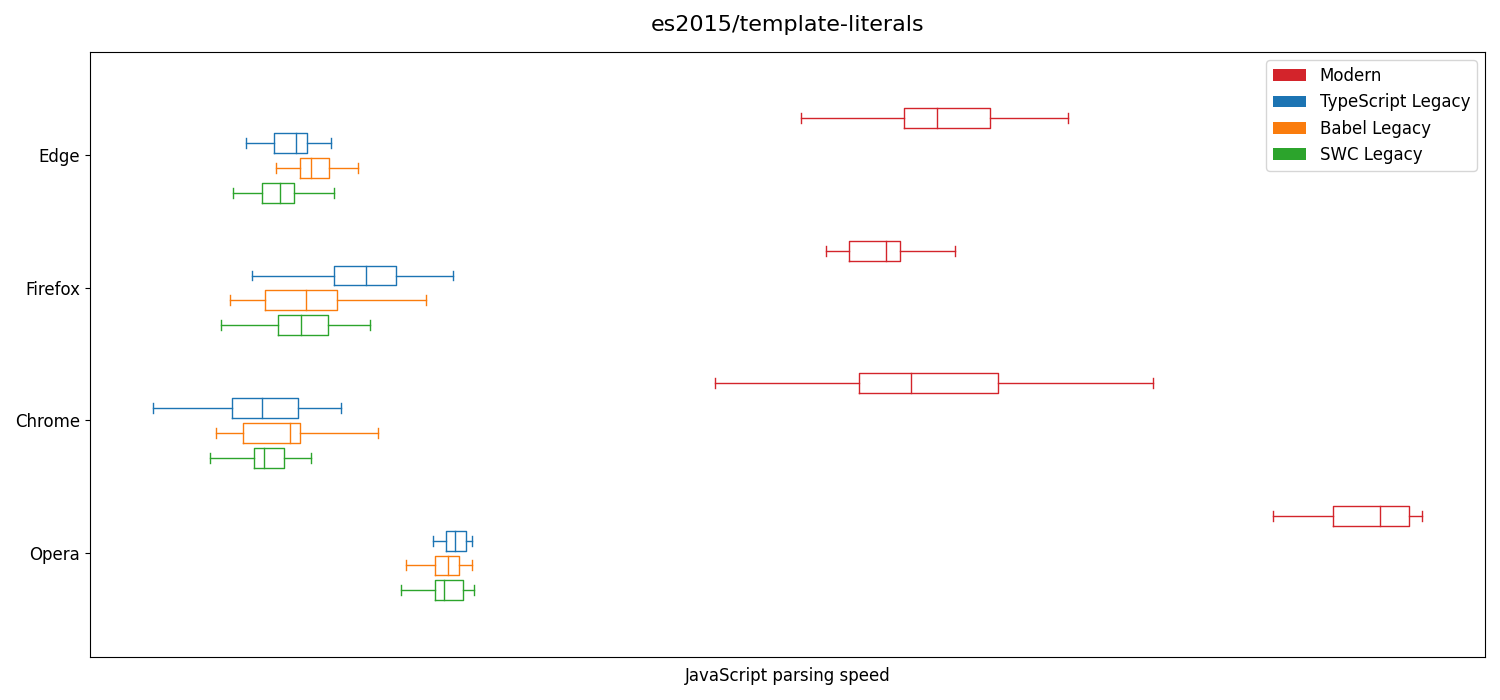 es2015/template-literals
Modern
TypeScript Legacy
Babel Legacy
SWC Legacy
Edge
Firefox
Chrome
Opera
JavaScript parsing speed